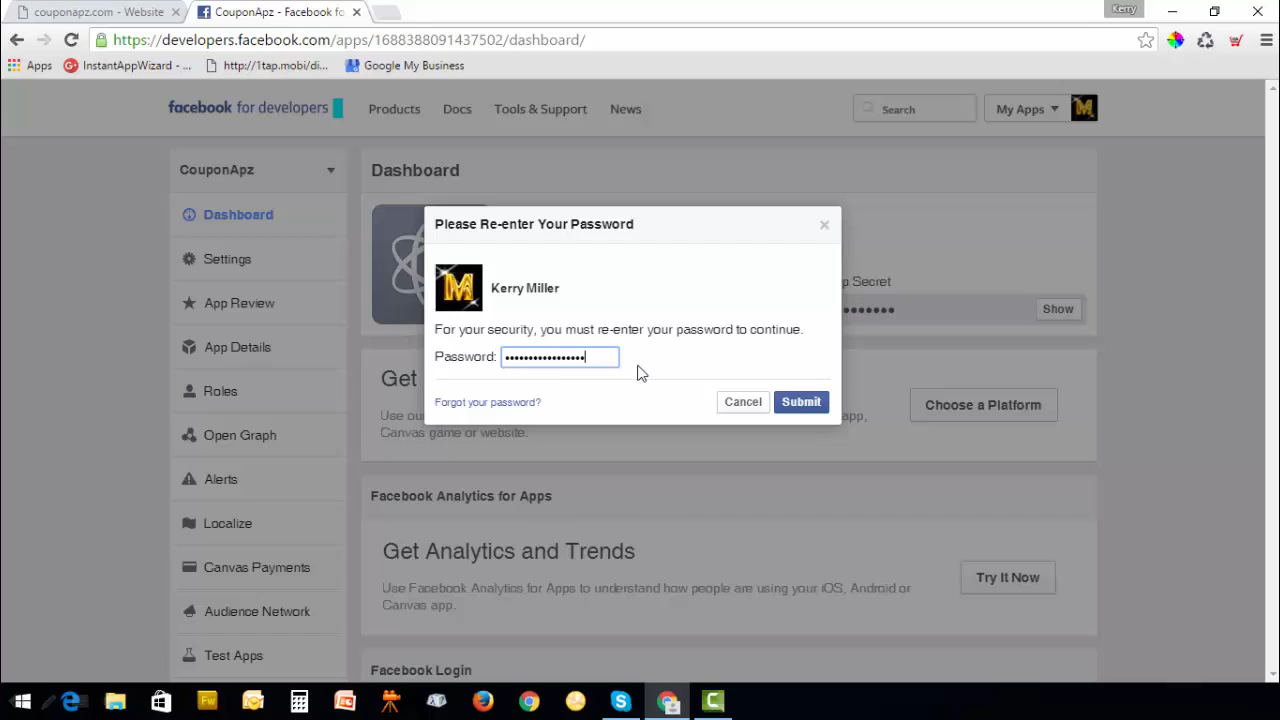 couponapz.com - Website
CouponApz - Facebook fo
Kerry
https://developers.facebook.com/apps/1688388091437502/dashboard/
Apps
InstantAppWizard - ...
http://1tap.mobi/di...
Google My Business
facebook for developers
Products
Docs
Tools & Support
News
Search
My Apps
CouponApz
Dashboard
Settings
App Review
App Details
Roles
Open Graph
Alerts
Localize
Canvas Payments
Audience Network
Test Apps
Dashboard
Please Re-enter Your Password
Kerry Miller
For your security, you must re-enter your password to continue.
Password: •••••••••••••••••
Forgot your password?
Cancel
Submit
p Secret
•••••••
Show
Get
Use our
app,
Canvas game or website.
Choose a Platform
Facebook Analytics for Apps
Get Analytics and Trends
Use Facebook Analytics for Apps to understand how people are using your iOS, Android or
Canvas app.
Try It Now
Facebook Login